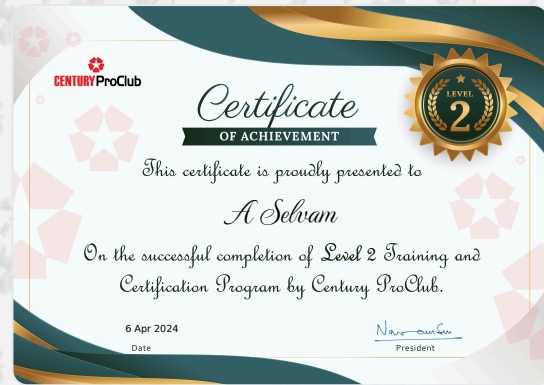 CENTURY ProClub
LEVEL
2
Certificate
OF ACHIEVEMENT
This certificate is proudly presented to
A Selvam
On the successful completion of Level 2 Training and
Certification Program by Century ProClub.
6 Apr 2024
Date
President